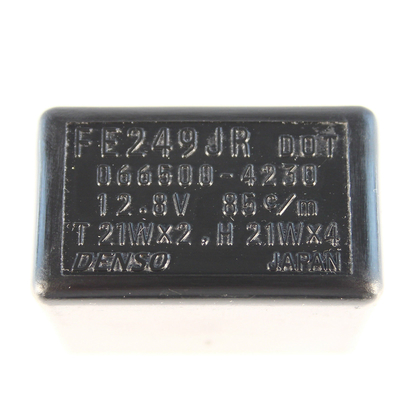 FE249JR DOT
066500-4230
12.8V 85c/m
T 21W×2,H 21W×4
DENSO JAPAN